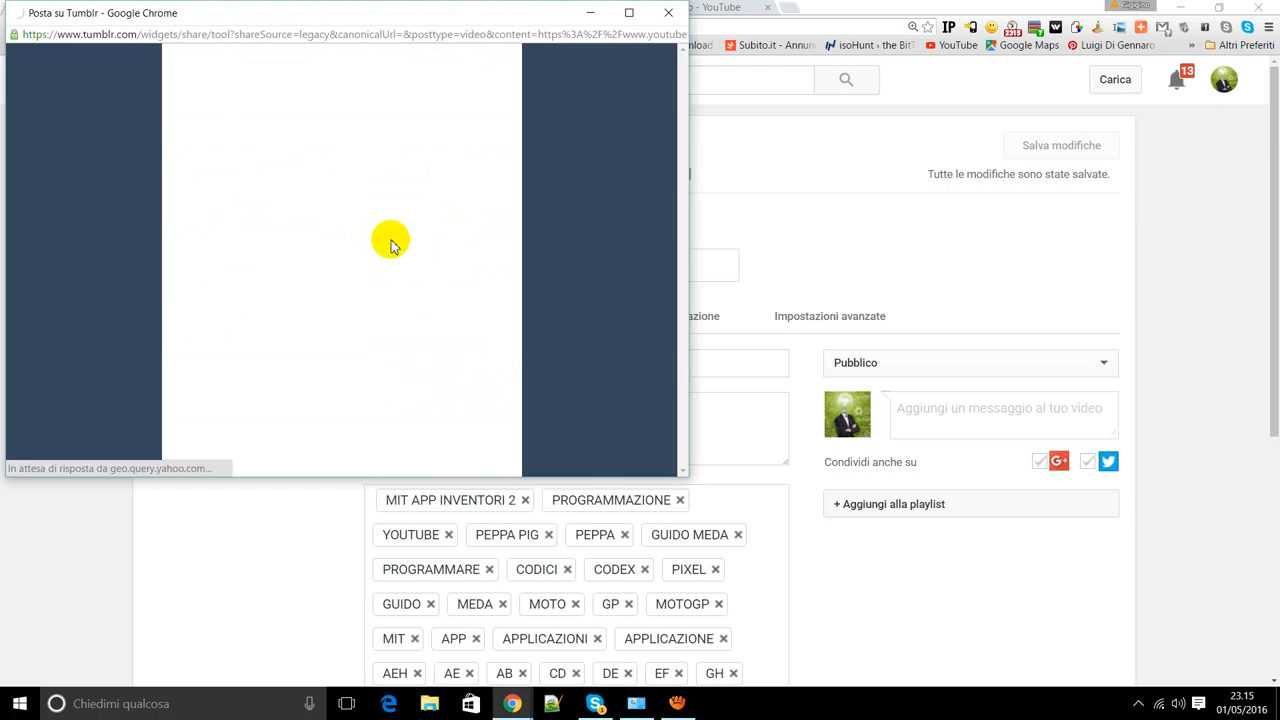 Posta su Tumblr - Google Chrome
- YouTube
Gigigino
https://www.tumblr.com/widgets/share/tool?shareSource=legacy&canonicalUrl=&posttype=video&content=https%3A%2F%2Fwww.youtube
IP
2315
nload
Subito.it - Annun
isoHunt - the BitT
YouTube
Google Maps
Luigi Di Gennaro
»
Altri Preferiti
Carica
13
Salva modifiche
Tutte le modifiche sono state salvate.
azione
Impostazioni avanzate
Pubblico
Aggiungi un messaggio al tuo video
Condividi anche su
G+
+ Aggiungi alla playlist
In attesa di risposta da geo.query.yahoo.com...
MIT APP INVENTORI 2
PROGRAMMAZIONE
YOUTUBE
PEPPA PIG
PEPPA
GUIDO MEDA
PROGRAMMARE
CODICI
CODEX
PIXEL
GUIDO
MEDA
MOTO
GP
MOTOGP
MIT
APP
APPLICAZIONI
APPLICAZIONE
AEH
AE
AB
CD
DE
EF
GH
Chiedimi qualcosa
23.15
01/05/2016